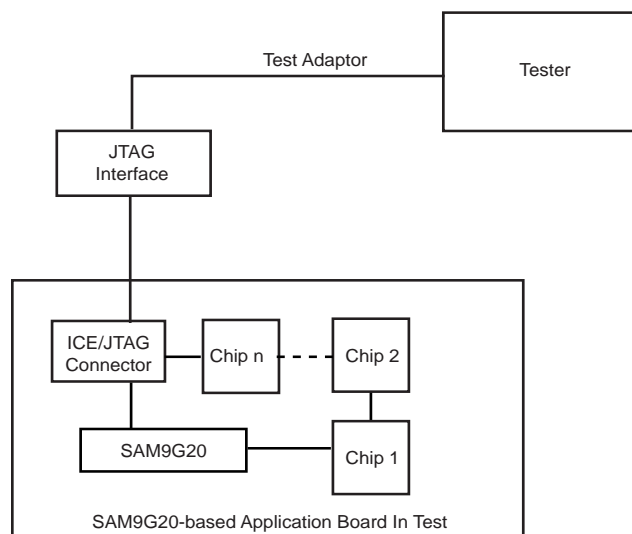 Test Adaptor
Tester
JTAG
Interface
ICE/JTAG
Connector
Chip n
Chip 2
SAM9G20
Chip 1
SAM9G20-based Application Board In Test